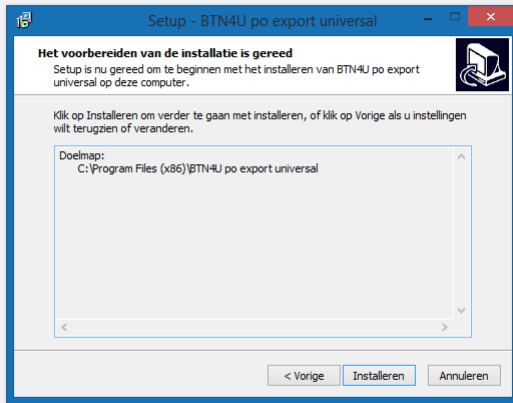 Setup - BTN4U po export universal
Het voorbereiden van de installatie is gereed
Setup is nu gereed om te beginnen met het installeren van BTN4U po export
universal op deze computer.
Klik op Installeren om verder te gaan met installeren, of klik op Vorige als u instellingen
wilt terugzien of veranderen.
Doelmap:
C:\Program Files (x86)\BTN4U po export universal
< Vorige
Installeren
Annuleren